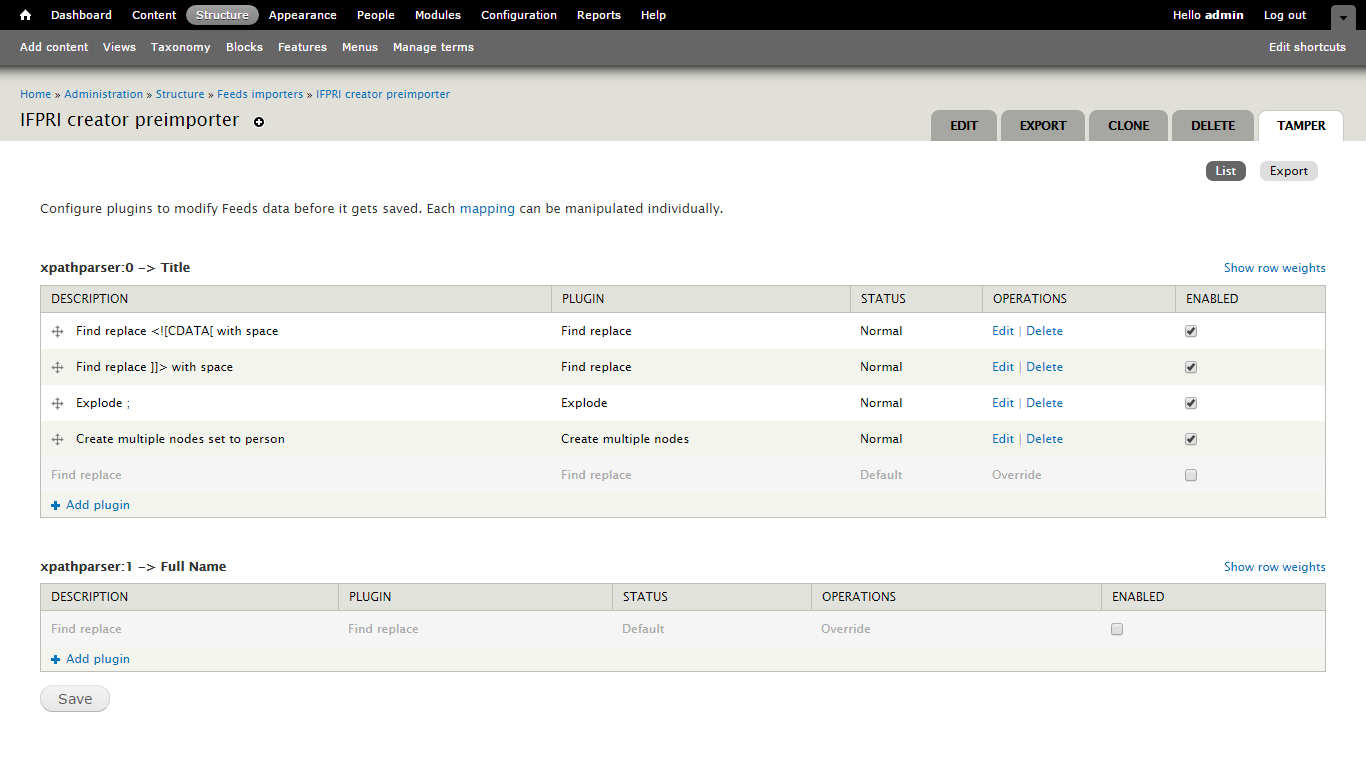 Dashboard Content Structure Appearance People Modules Configuration Reports Help Hello admin Log out
Add content Views Taxonomy Blocks Features Menus Manage terms Edit shortcuts
Home » Administration » Structure » Feeds importers » IFPRI creator preimporter
IFPRI creator preimporter EDIT EXPORT CLONE DELETE TAMPER
List Export
Configure plugins to modify Feeds data before it gets saved. Each mapping can be manipulated individually.
xpathparser:0 -> Title Show row weights
DESCRIPTION PLUGIN STATUS OPERATIONS ENABLED
Find replace <![CDATA[ with space Find replace Normal Edit | Delete
Find replace ]]> with space Find replace Normal Edit | Delete
Explode ; Explode Normal Edit | Delete
Create multiple nodes set to person Create multiple nodes Normal Edit | Delete
Find replace Find replace Default Override
Add plugin
xpathparser:1 -> Full Name Show row weights
DESCRIPTION PLUGIN STATUS OPERATIONS ENABLED
Find replace Find replace Default Override
Add plugin
Save